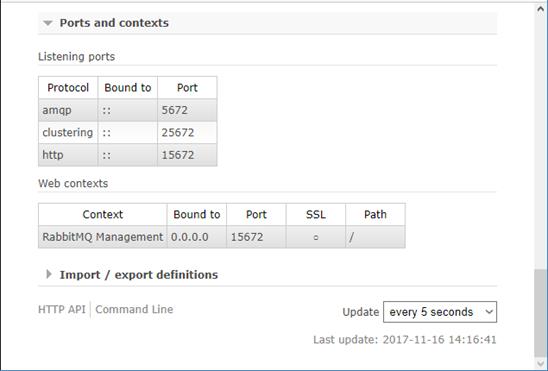 Ports and contexts
Listening ports
Protocol Bound to Port
amqp :: 5672
clustering :: 25672
http :: 15672
Web contexts
Context Bound to Port SSL Path
RabbitMQ Management 0.0.0.0 15672 ○ /
Import / export definitions
HTTP API Command Line Update every 5 seconds
Last update: 2017-11-16 14:16:41